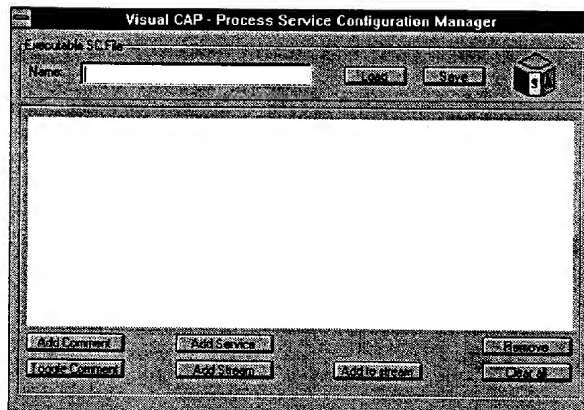 Visual CAP - Process Service Configuration Manager
Executable SC File
Name:
Load
Save
S
Add Comment
Add Service
Remove
Toggle Comment
Add Stream
Add to stream
Clear all